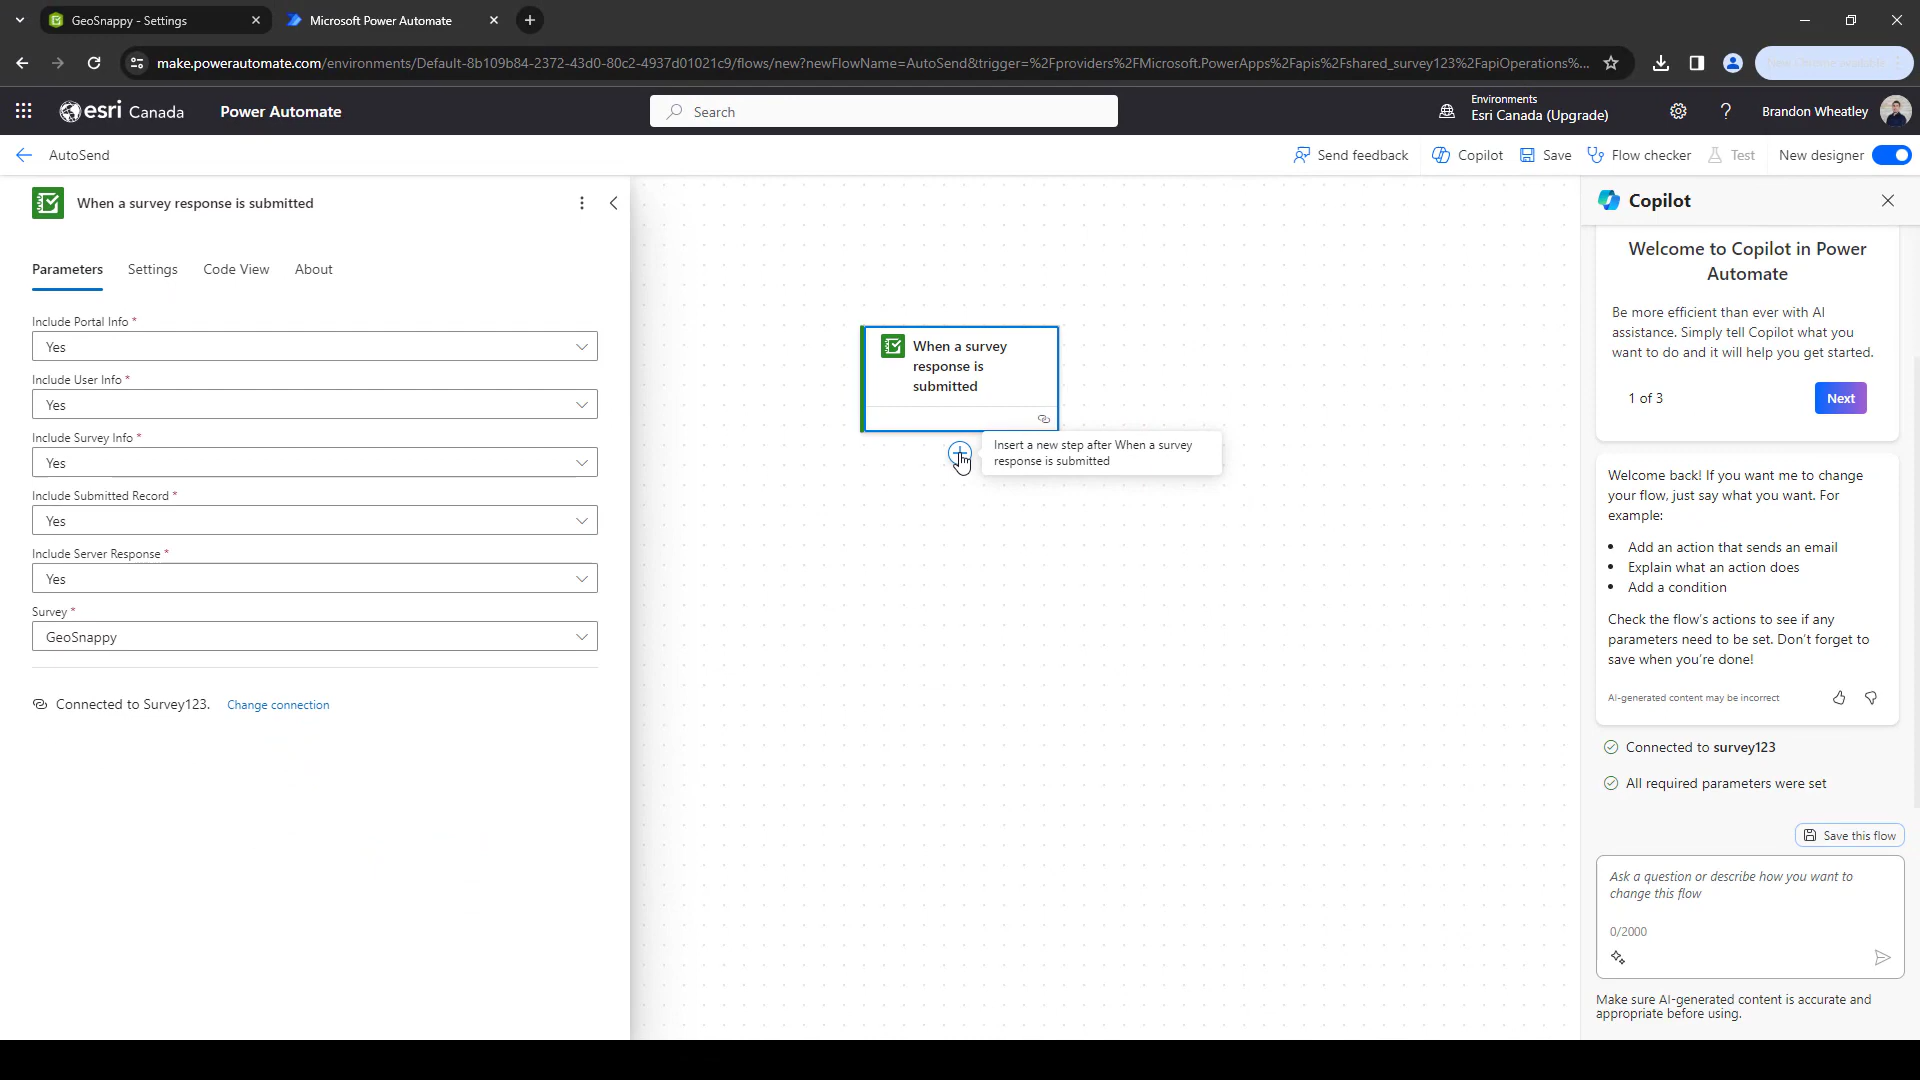 GeoSnappy - Settings
Microsoft Power Automate
make.powerautomate.com/environments/Default-8b109b84-2372-43d0-80c2-4937d01021c9/flows/new?newFlowName=AutoSend&trigger=%2Fproviders%2FMicrosoft.PowerApps%2Fapis%2Fshared_survey123%2FapiOperations%...
esri Canada
Power Automate
Search
Environments
Esri Canada (Upgrade)
?
Brandon Wheatley
AutoSend
Send feedback
Copilot
Save
Flow checker
Test
New designer
When a survey response is submitted
Parameters
Settings
Code View
About
Include Portal Info *
Yes
Include User Info *
Yes
Include Survey Info *
Yes
Include Submitted Record *
Yes
Include Server Response *
Yes
Survey *
GeoSnappy
Connected to Survey123. Change connection
When a survey
response is
submitted
Insert a new step after When a survey
response is submitted
Copilot
Welcome to Copilot in Power
Automate
Be more efficient than ever with AI
assistance. Simply tell Copilot what you
want to do and it will help you get started.
1 of 3
Next
Welcome back! If you want me to change
your flow, just say what you want. For
example:
• Add an action that sends an email
• Explain what an action does
• Add a condition
Check the flow's actions to see if any
parameters need to be set. Don't forget to
save when you're done!
AI-generated content may be incorrect
Connected to survey123
All required parameters were set
Save this flow
Ask a question or describe how you want to
change this flow
0/2000
Make sure AI-generated content is accurate and
appropriate before using.